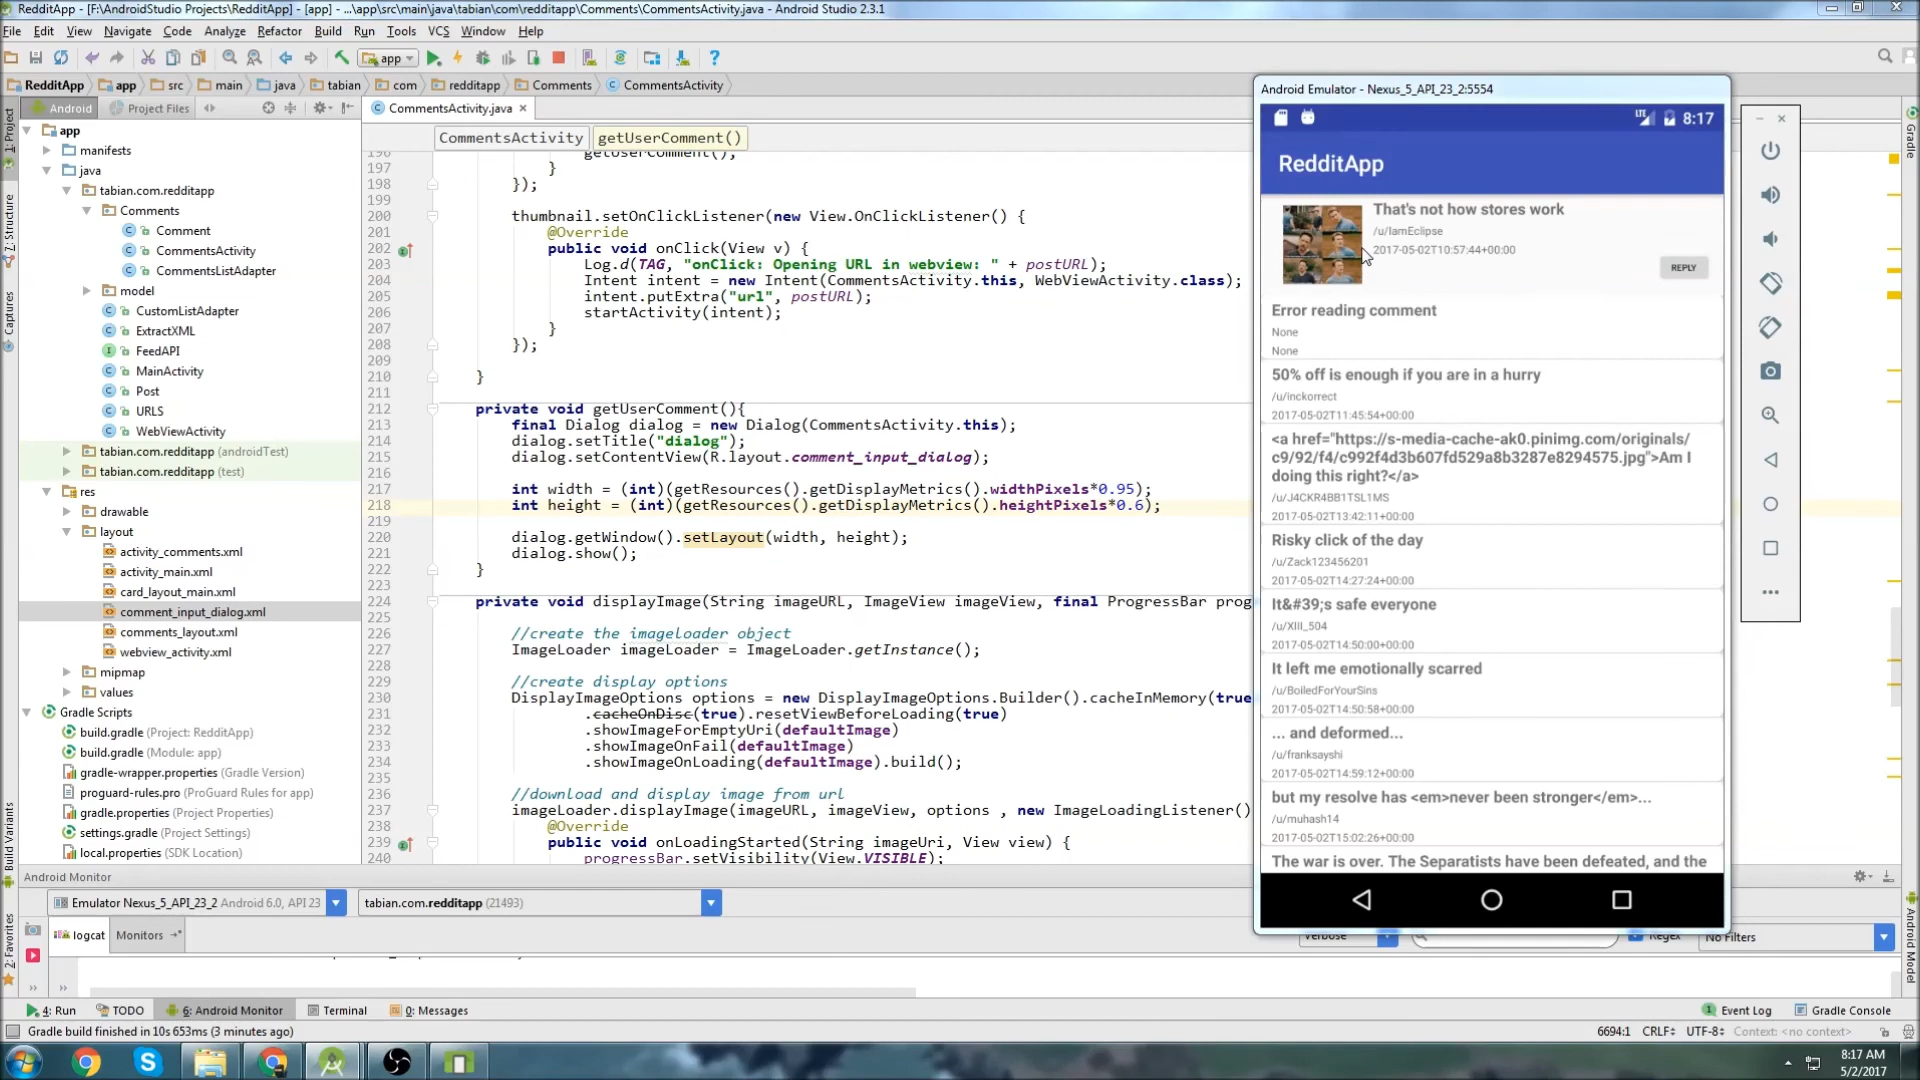 RedditApp - [F:\AndroidStudio Projects\RedditApp] - [app] - ...\app\src\main\java\tabian\com\redditapp\Comments\CommentsActivity.java - Android Studio 2.3.1
File Edit View Navigate Code Analyze Refactor Build Run Tools VCS Window Help
app
RedditApp app src main java tabian com redditapp Comments CommentsActivity
Android Project Files
CommentsActivity.java
CommentsActivity getUserComment()
1: Project
7: Structure
Captures
Build Variants
2: Favorites
Gradle
Android Model
app
manifests
java
tabian.com.redditapp
Comments
Comment
CommentsActivity
CommentsListAdapter
model
CustomListAdapter
ExtractXML
FeedAPI
MainActivity
Post
URLS
WebViewActivity
tabian.com.redditapp (androidTest)
tabian.com.redditapp (test)
res
drawable
layout
activity_comments.xml
activity_main.xml
card_layout_main.xml
comment_input_dialog.xml
comments_layout.xml
webview_activity.xml
mipmap
values
Gradle Scripts
build.gradle (Project: RedditApp)
build.gradle (Module: app)
gradle-wrapper.properties (Gradle Version)
proguard-rules.pro (ProGuard Rules for app)
gradle.properties (Project Properties)
settings.gradle (Project Settings)
local.properties (SDK Location)
196 getUserComment();
197 }
198 });
199
200 thumbnail.setOnClickListener(new View.OnClickListener() {
201 @Override
202 public void onClick(View v) {
203 Log.d(TAG, "onClick: Opening URL in webview: " + postURL);
204 Intent intent = new Intent(CommentsActivity.this, WebViewActivity.class);
205 intent.putExtra("url", postURL);
206 startActivity(intent);
207 }
208 });
209
210 }
211
212 private void getUserComment(){
213 final Dialog dialog = new Dialog(CommentsActivity.this);
214 dialog.setTitle("dialog");
215 dialog.setContentView(R.layout.comment_input_dialog);
216
217 int width = (int)(getResources().getDisplayMetrics().widthPixels*0.95);
218 int height = (int)(getResources().getDisplayMetrics().heightPixels*0.6);
219
220 dialog.getWindow().setLayout(width, height);
221 dialog.show();
222 }
223
224 private void displayImage(String imageURL, ImageView imageView, final ProgressBar prog
225
226 //create the imageloader object
227 ImageLoader imageLoader = ImageLoader.getInstance();
228
229 //create display options
230 DisplayImageOptions options = new DisplayImageOptions.Builder().cacheInMemory(true
231 .cacheOnDisc(true).resetViewBeforeLoading(true)
232 .showImageForEmptyUri(defaultImage)
233 .showImageOnFail(defaultImage)
234 .showImageOnLoading(defaultImage).build();
235
236 //download and display image from url
237 imageLoader.displayImage(imageURL, imageView, options , new ImageLoadingListener()
238 @Override
239 public void onLoadingStarted(String imageUri, View view) {
240 progressBar.setVisibility(View.VISIBLE);
Android Emulator - Nexus_5_API_23_2:5554
LTE 8:17
RedditApp
That's not how stores work
/u/IamEclipse
2017-05-02T10:57:44+00:00
REPLY
Error reading comment
None
None
50% off is enough if you are in a hurry
/u/inckorrect
2017-05-02T11:45:54+00:00
<a href="https://s-media-cache-ak0.pinimg.com/originals/
c9/92/f4/c992f4d3b607fd529a8b3287e8294575.jpg">Am I
doing this right?</a>
/u/J4CKR4BB1TSL1MS
2017-05-02T13:42:11+00:00
Risky click of the day
/u/Zack123456201
2017-05-02T14:27:24+00:00
It&#39;s safe everyone
/u/XIII_504
2017-05-02T14:50:00+00:00
It left me emotionally scarred
/u/BoiledForYourSins
2017-05-02T14:50:58+00:00
... and deformed...
/u/franksayshi
2017-05-02T14:59:12+00:00
but my resolve has <em>never been stronger</em>...
/u/muhash14
2017-05-02T15:02:26+00:00
The war is over. The Separatists have been defeated, and the
Android Monitor
Emulator Nexus_5_API_23_2 Android 6.0, API 23
tabian.com.redditapp (21493)
logcat Monitors
Verbose Regex No Filters
4: Run TODO 6: Android Monitor Terminal 0: Messages
1 Event Log Gradle Console
Gradle build finished in 10s 653ms (3 minutes ago)
6694:1 CRLF UTF-8 Context: <no context>
8:17 AM
5/2/2017